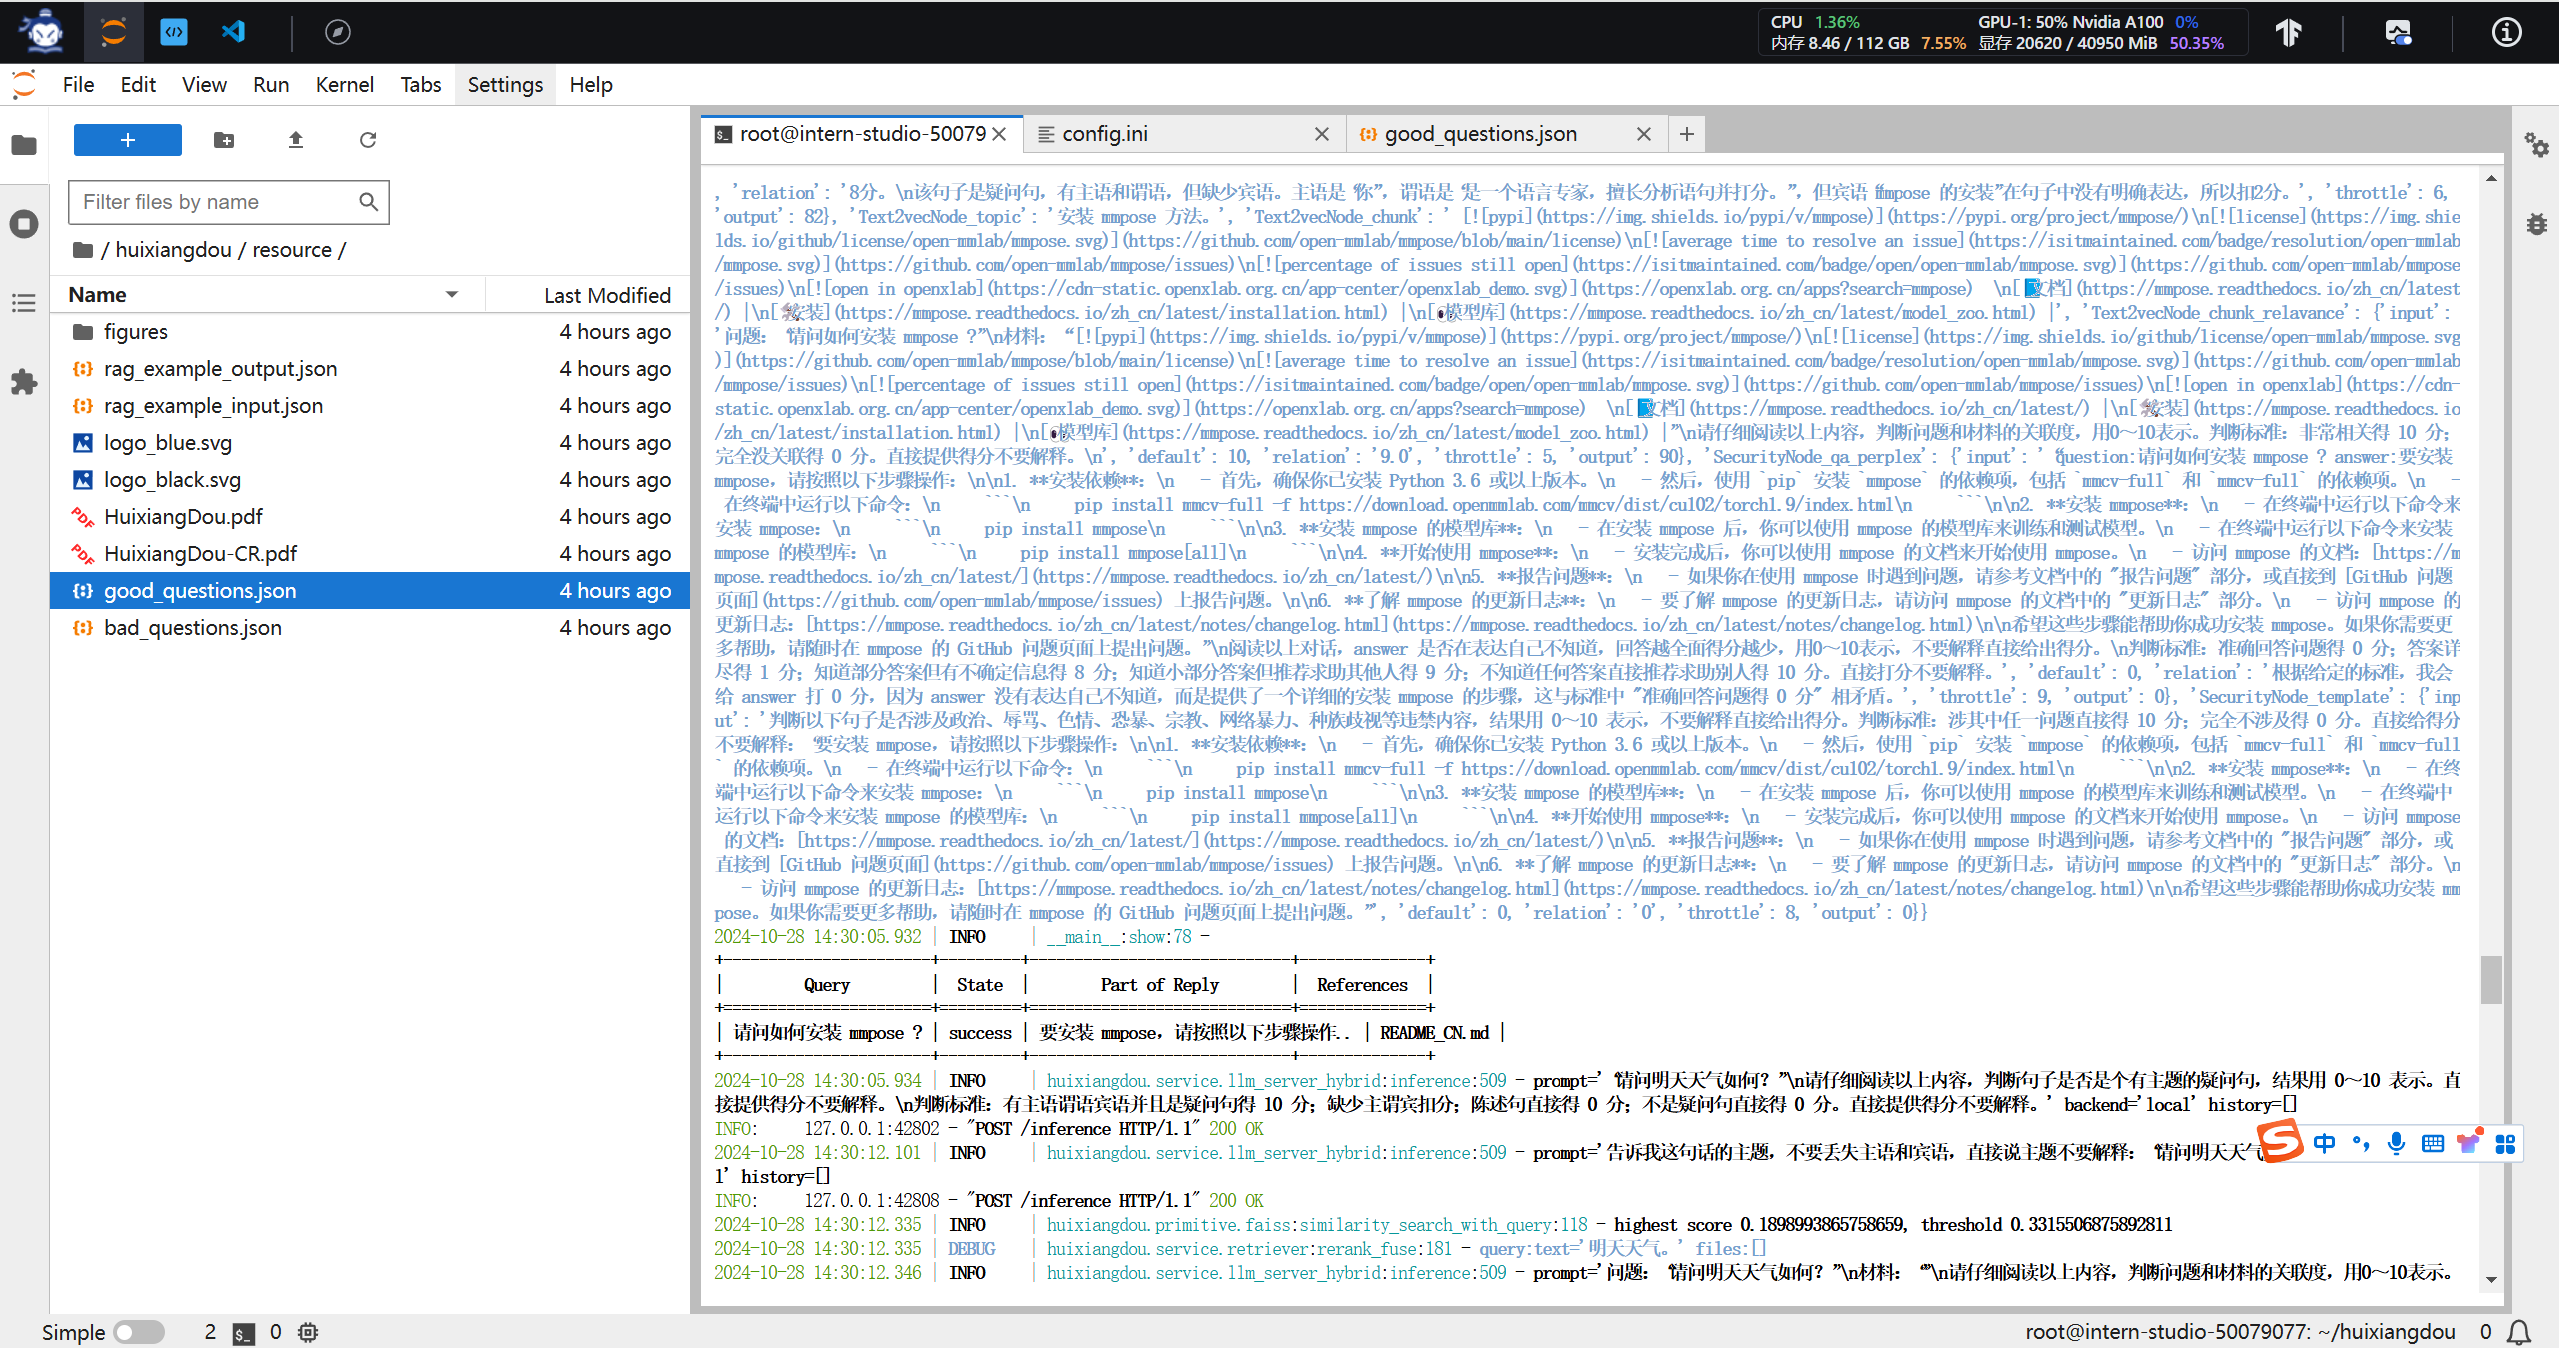 CPU 1.36%
GPU-1: 50% Nvidia A100 0%
内存 8.46 / 112 GB 7.55%
显存 20620 / 40950 MiB 50.35%
File Edit View Run Kernel Tabs Settings Help
root@intern-studio-50079
config.ini
good_questions.json
Filter files by name
/ huixiangdou / resource /
Name Last Modified
figures 4 hours ago
rag_example_output.json 4 hours ago
rag_example_input.json 4 hours ago
logo_blue.svg 4 hours ago
logo_black.svg 4 hours ago
HuixiangDou.pdf 4 hours ago
HuixiangDou-CR.pdf 4 hours ago
good_questions.json 4 hours ago
bad_questions.json 4 hours ago
, 'relation': '8分。\n该句子是疑问句，有主语和谓语，但缺少宾语。主语是“你”，谓语是“是一个语言专家，擅长分析语句并打分。”，但宾语“mmpose 的安装”在句子中没有明确表达，所以扣2分。', 'throttle': 6,
'output': 82}, 'Text2vecNode_topic': '安装 mmpose 方法。', 'Text2vecNode_chunk': ' [![pypi](https://img.shields.io/pypi/v/mmpose)](https://pypi.org/project/mmpose/)\n[![license](https://img.shie
lds.io/github/license/open-mmlab/mmpose.svg)](https://github.com/open-mmlab/mmpose/blob/main/license)\n[![average time to resolve an issue](https://isitmaintained.com/badge/resolution/open-mmlab
/mmpose.svg)](https://github.com/open-mmlab/mmpose/issues)\n[![percentage of issues still open](https://isitmaintained.com/badge/open/open-mmlab/mmpose.svg)](https://github.com/open-mmlab/mmpose
/issues)\n[![open in openxlab](https://cdn-static.openxlab.org.cn/app-center/openxlab_demo.svg)](https://openxlab.org.cn/apps?search=mmpose)  \n[📘文档](https://mmpose.readthedocs.io/zh_cn/latest
/) |\n[🛠️安装](https://mmpose.readthedocs.io/zh_cn/latest/installation.html) |\n[👀模型库](https://mmpose.readthedocs.io/zh_cn/latest/model_zoo.html) |', 'Text2vecNode_chunk_relavance': {'input':
'问题：“请问如何安装 mmpose ？”\n材料：“[![pypi](https://img.shields.io/pypi/v/mmpose)](https://pypi.org/project/mmpose/)\n[![license](https://img.shields.io/github/license/open-mmlab/mmpose.svg
)](https://github.com/open-mmlab/mmpose/blob/main/license)\n[![average time to resolve an issue](https://isitmaintained.com/badge/resolution/open-mmlab/mmpose.svg)](https://github.com/open-mmlab
/mmpose/issues)\n[![percentage of issues still open](https://isitmaintained.com/badge/open/open-mmlab/mmpose.svg)](https://github.com/open-mmlab/mmpose/issues)\n[![open in openxlab](https://cdn-
static.openxlab.org.cn/app-center/openxlab_demo.svg)](https://openxlab.org.cn/apps?search=mmpose)  \n[📘文档](https://mmpose.readthedocs.io/zh_cn/latest/) |\n[🛠️安装](https://mmpose.readthedocs.io
/zh_cn/latest/installation.html) |\n[👀模型库](https://mmpose.readthedocs.io/zh_cn/latest/model_zoo.html) |”\n请仔细阅读以上内容，判断问题和材料的关联度，用0～10表示。判断标准：非常相关得 10 分；
完全没关联得 0 分。直接提供得分不要解释。\n', 'default': 10, 'relation': '9.0', 'throttle': 5, 'output': 90}, 'SecurityNode_qa_perplex': {'input': '“question:请问如何安装 mmpose ? answer:要安装
mmpose，请按照以下步骤操作：\n\n1. **安装依赖**：\n   - 首先，确保你已安装 Python 3.6 或以上版本。\n   - 然后，使用 `pip` 安装 `mmpose` 的依赖项，包括 `mmcv-full` 和 `mmcv-full` 的依赖项。\n   -
在终端中运行以下命令：\n     ```\n     pip install mmcv-full -f https://download.openmmlab.com/mmcv/dist/cu102/torch1.9/index.html\n     ```\n\n2. **安装 mmpose**：\n   - 在终端中运行以下命令来
安装 mmpose：\n     ```\n     pip install mmpose\n     ```\n\n3. **安装 mmpose 的模型库**：\n   - 在安装 mmpose 后，你可以使用 mmpose 的模型库来训练和测试模型。\n   - 在终端中运行以下命令来安装
mmpose 的模型库：\n     ```\n     pip install mmpose[all]\n     ```\n\n4. **开始使用 mmpose**：\n   - 安装完成后，你可以使用 mmpose 的文档来开始使用 mmpose。\n   - 访问 mmpose 的文档：[https://m
mpose.readthedocs.io/zh_cn/latest/](https://mmpose.readthedocs.io/zh_cn/latest/)\n\n5. **报告问题**：\n   - 如果你在使用 mmpose 时遇到问题，请参考文档中的 "报告问题" 部分，或直接到 [GitHub 问题
页面](https://github.com/open-mmlab/mmpose/issues) 上报告问题。\n\n6. **了解 mmpose 的更新日志**：\n   - 要了解 mmpose 的更新日志，请访问 mmpose 的文档中的 "更新日志" 部分。\n   - 访问 mmpose 的
更新日志：[https://mmpose.readthedocs.io/zh_cn/latest/notes/changelog.html](https://mmpose.readthedocs.io/zh_cn/latest/notes/changelog.html)\n\n希望这些步骤能帮助你成功安装 mmpose。如果你需要更
多帮助，请随时在 mmpose 的 GitHub 问题页面上提出问题。”\n阅读以上对话，answer 是否在表达自己不知道，回答越全面得分越少，用0～10表示，不要解释直接给出得分。\n判断标准：准确回答问题得 0 分；答案详
尽得 1 分；知道部分答案但有不确定信息得 8 分；知道小部分答案但推荐求助其他人得 9 分；不知道任何答案直接推荐求助别人得 10 分。直接打分不要解释。', 'default': 0, 'relation': '根据给定的标准，我会
给 answer 打 0 分，因为 answer 没有表达自己不知道，而是提供了一个详细的安装 mmpose 的步骤，这与标准中 "准确回答问题得 0 分" 相矛盾。', 'throttle': 9, 'output': 0}, 'SecurityNode_template': {'inp
ut': '判断以下句子是否涉及政治、辱骂、色情、恐暴、宗教、网络暴力、种族歧视等违禁内容，结果用 0～10 表示，不要解释直接给出得分。判断标准：涉其中任一问题直接得 10 分；完全不涉及得 0 分。直接给得分
不要解释：“要安装 mmpose，请按照以下步骤操作：\n\n1. **安装依赖**：\n   - 首先，确保你已安装 Python 3.6 或以上版本。\n   - 然后，使用 `pip` 安装 `mmpose` 的依赖项，包括 `mmcv-full` 和 `mmcv-full
` 的依赖项。\n   - 在终端中运行以下命令：\n     ```\n     pip install mmcv-full -f https://download.openmmlab.com/mmcv/dist/cu102/torch1.9/index.html\n     ```\n\n2. **安装 mmpose**：\n   - 在终
端中运行以下命令来安装 mmpose：\n     ```\n     pip install mmpose\n     ```\n\n3. **安装 mmpose 的模型库**：\n   - 在安装 mmpose 后，你可以使用 mmpose 的模型库来训练和测试模型。\n   - 在终端中
运行以下命令来安装 mmpose 的模型库：\n     ```\n     pip install mmpose[all]\n     ```\n\n4. **开始使用 mmpose**：\n   - 安装完成后，你可以使用 mmpose 的文档来开始使用 mmpose。\n   - 访问 mmpose
的文档：[https://mmpose.readthedocs.io/zh_cn/latest/](https://mmpose.readthedocs.io/zh_cn/latest/)\n\n5. **报告问题**：\n   - 如果你在使用 mmpose 时遇到问题，请参考文档中的 "报告问题" 部分，或
直接到 [GitHub 问题页面](https://github.com/open-mmlab/mmpose/issues) 上报告问题。\n\n6. **了解 mmpose 的更新日志**：\n   - 要了解 mmpose 的更新日志，请访问 mmpose 的文档中的 "更新日志" 部分。\n
   - 访问 mmpose 的更新日志：[https://mmpose.readthedocs.io/zh_cn/latest/notes/changelog.html](https://mmpose.readthedocs.io/zh_cn/latest/notes/changelog.html)\n\n希望这些步骤能帮助你成功安装 mm
pose。如果你需要更多帮助，请随时在 mmpose 的 GitHub 问题页面上提出问题。”', 'default': 0, 'relation': '0', 'throttle': 8, 'output': 0}}
2024-10-28 14:30:05.932 | INFO     | __main__:show:78 -
+-----------------------+---------+-----------------------------+--------------+
| Query | State | Part of Reply | References |
+=======================+=========+=============================+==============+
| 请问如何安装 mmpose ? | success | 要安装 mmpose，请按照以下步骤操作.. | README_CN.md |
+-----------------------+---------+-----------------------------+--------------+
2024-10-28 14:30:05.934 | INFO     | huixiangdou.service.llm_server_hybrid:inference:509 - prompt='“请问明天天气如何？”\n请仔细阅读以上内容，判断句子是否是个有主题的疑问句，结果用 0～10 表示。直
接提供得分不要解释。\n判断标准：有主语谓语宾语并且是疑问句得 10 分；缺少主谓宾扣分；陈述句直接得 0 分；不是疑问句直接得 0 分。直接提供得分不要解释。' backend='local' history=[]
INFO:     127.0.0.1:42802 - "POST /inference HTTP/1.1" 200 OK
2024-10-28 14:30:12.101 | INFO     | huixiangdou.service.llm_server_hybrid:inference:509 - prompt='告诉我这句话的主题，不要丢失主语和宾语，直接说主题不要解释：“请问明天天气
l' history=[]
INFO:     127.0.0.1:42808 - "POST /inference HTTP/1.1" 200 OK
2024-10-28 14:30:12.335 | INFO     | huixiangdou.primitive.faiss:similarity_search_with_query:118 - highest score 0.1898993865758659, threshold 0.3315506875892811
2024-10-28 14:30:12.335 | DEBUG    | huixiangdou.service.retriever:rerank_fuse:181 - query:text='明天天气。' files:[]
2024-10-28 14:30:12.346 | INFO     | huixiangdou.service.llm_server_hybrid:inference:509 - prompt='问题：“请问明天天气如何？”\n材料：“”\n请仔细阅读以上内容，判断问题和材料的关联度，用0～10表示。
中
Simple 2 0
root@intern-studio-50079077: ~/huixiangdou 0